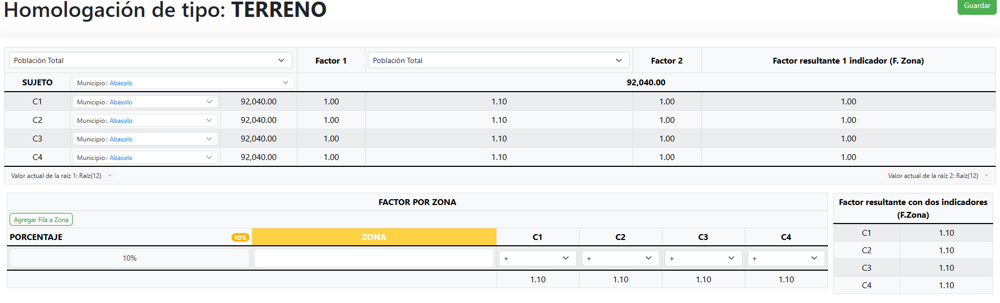 Homologación de tipo: TERRENO
Guardar
Población Total Factor 1 Población Total Factor 2 Factor resultante 1 indicador (F. Zona)
SUJETO Municipio: Abasolo 92,040.00
C1 Municipio: Abasolo 92,040.00 1.00 1.10 1.00 1.00
C2 Municipio: Abasolo 92,040.00 1.00 1.10 1.00 1.00
C3 Municipio: Abasolo 92,040.00 1.00 1.10 1.00 1.00
C4 Municipio: Abasolo 92,040.00 1.00 1.10 1.00 1.00
Valor actual de la raíz 1: Raíz(12) Valor actual de la raíz 2: Raíz(12)
FACTOR POR ZONA
Agregar Fila a Zona
PORCENTAJE 10% ZONA C1 C2 C3 C4
10% + + + +
1.10 1.10 1.10 1.10
Factor resultante con dos indicadores
(F.Zona)
C1 1.10
C2 1.10
C3 1.10
C4 1.10